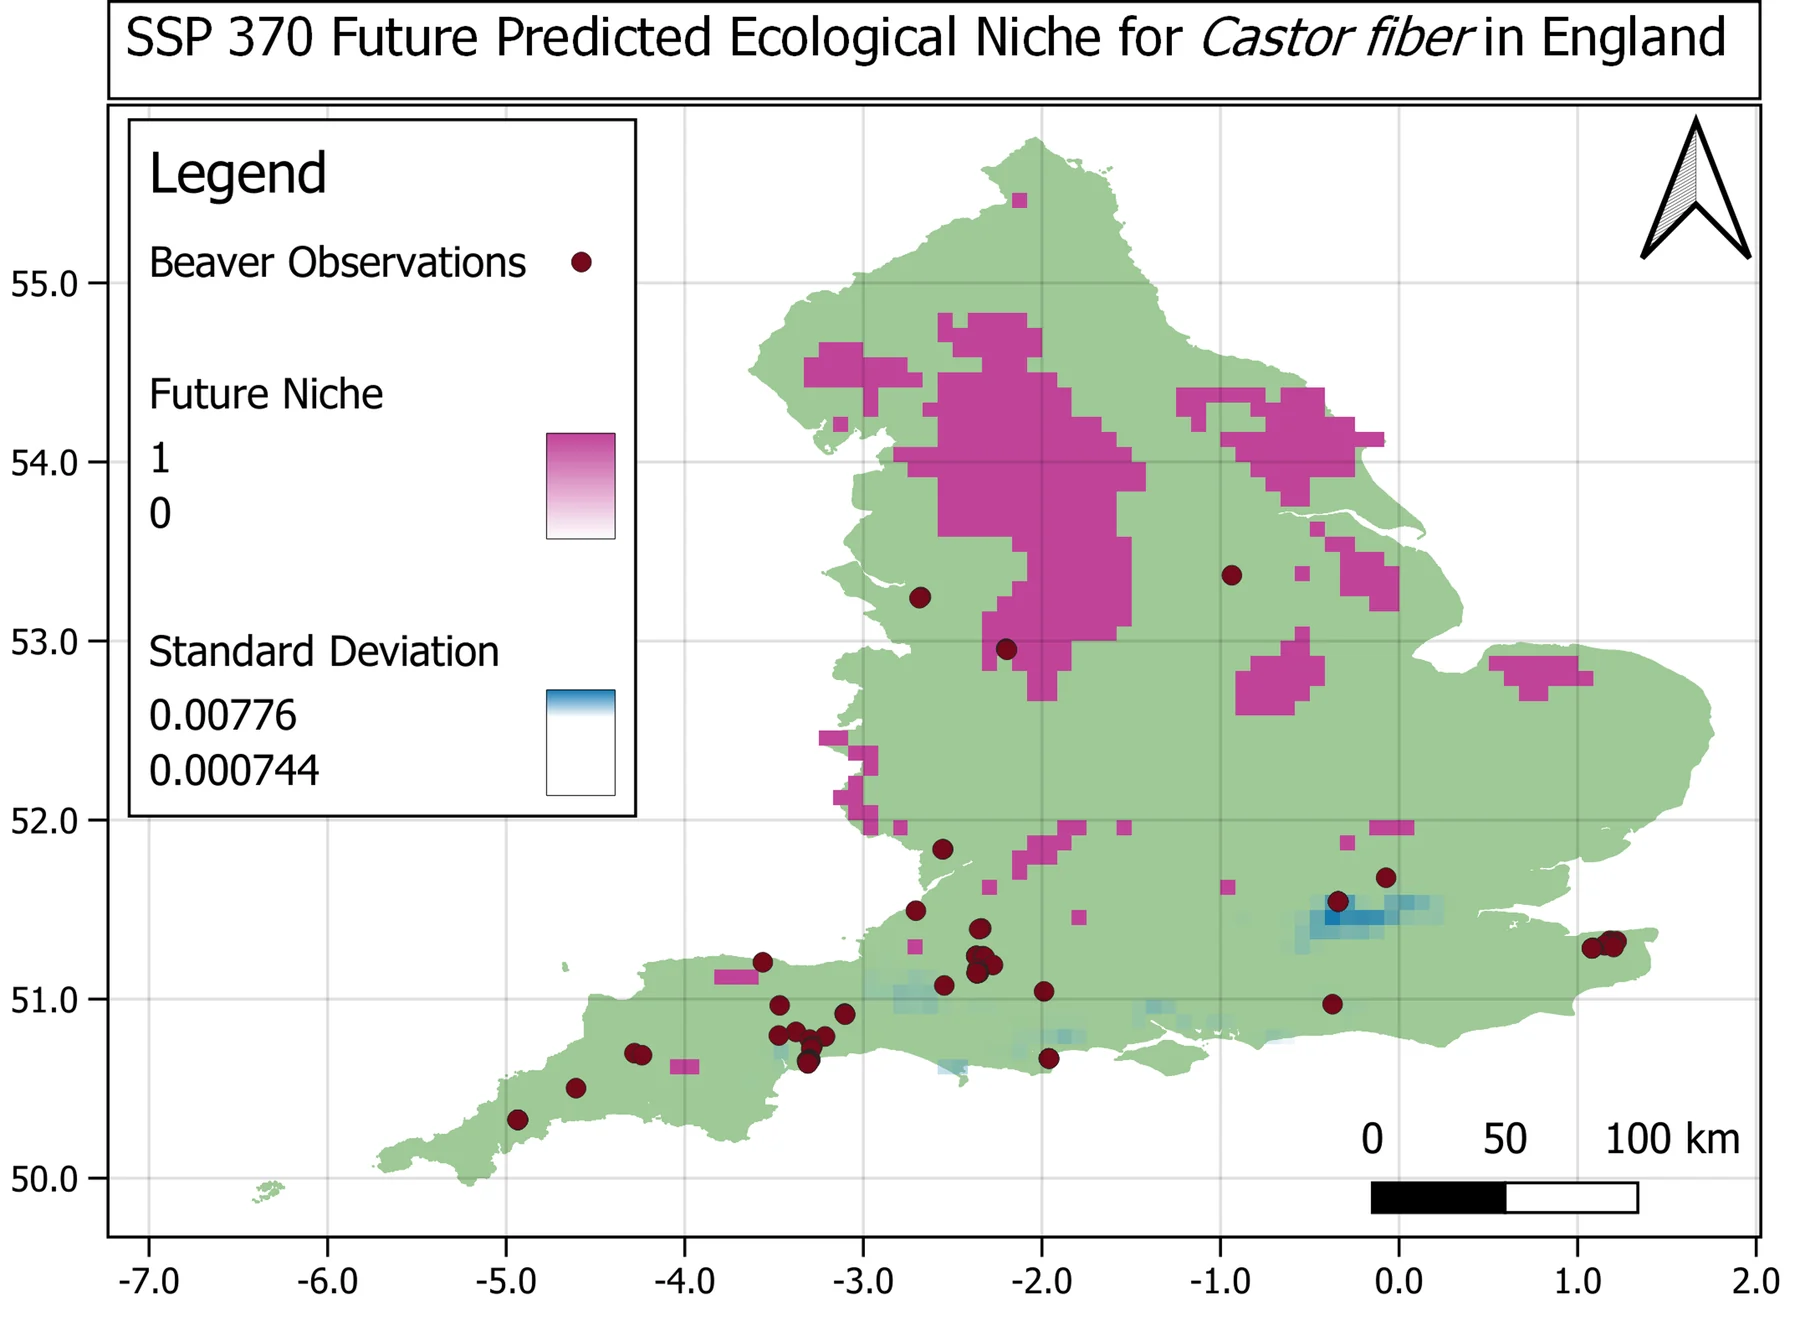 SSP 370 Future Predicted Ecological Niche for Castor fiber in England
Legend
Beaver Observations
Future Niche
1
0
Standard Deviation
0.00776
0.000744
55.0
54.0
53.0
52.0
51.0
50.0
0 50 100 km
-7.0 -6.0 -5.0 -4.0 -3.0 -2.0 -1.0 0.0 1.0 2.0